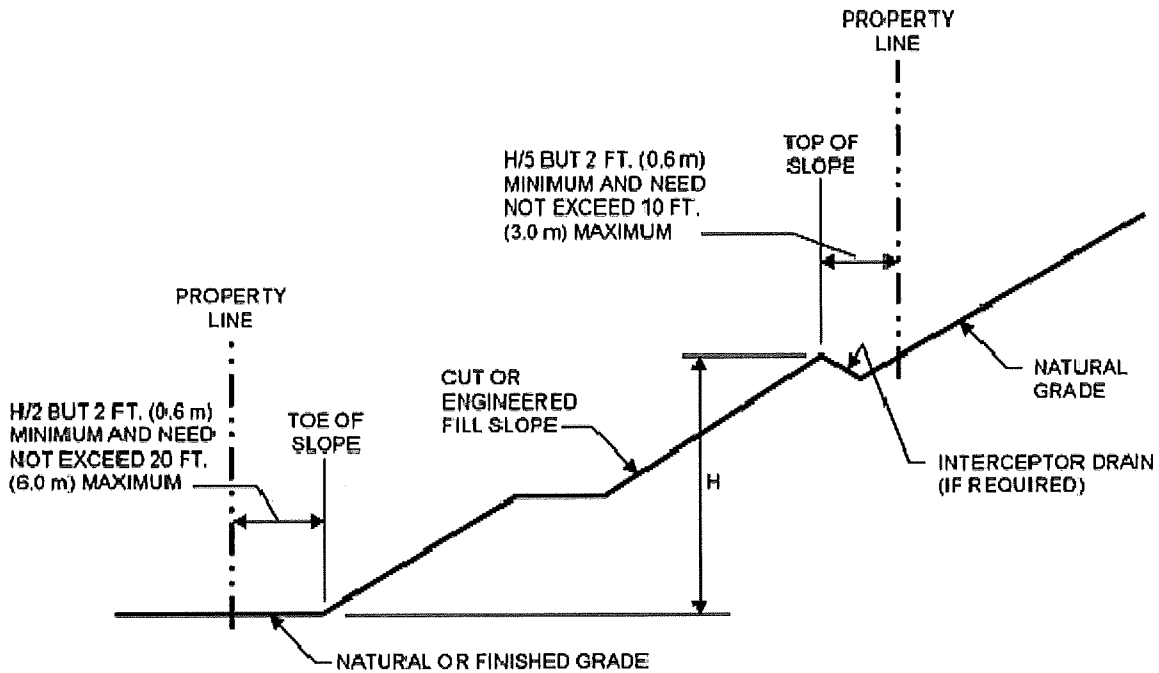 PROPERTY
LINE
H/5 BUT 2 FT. (0.6 m)
MINIMUM AND NEED
NOT EXCEED 10 FT.
(3.0 m) MAXIMUM
TOP OF
SLOPE
PROPERTY
LINE
H/2 BUT 2 FT. (0.6 m)
MINIMUM AND NEED
NOT EXCEED 20 FT.
(6.0 m) MAXIMUM
TOE OF
SLOPE
CUT OR
ENGINEERED
FILL SLOPE
NATURAL
GRADE
H
INTERCEPTOR DRAIN
(IF REQUIRED)
NATURAL OR FINISHED GRADE